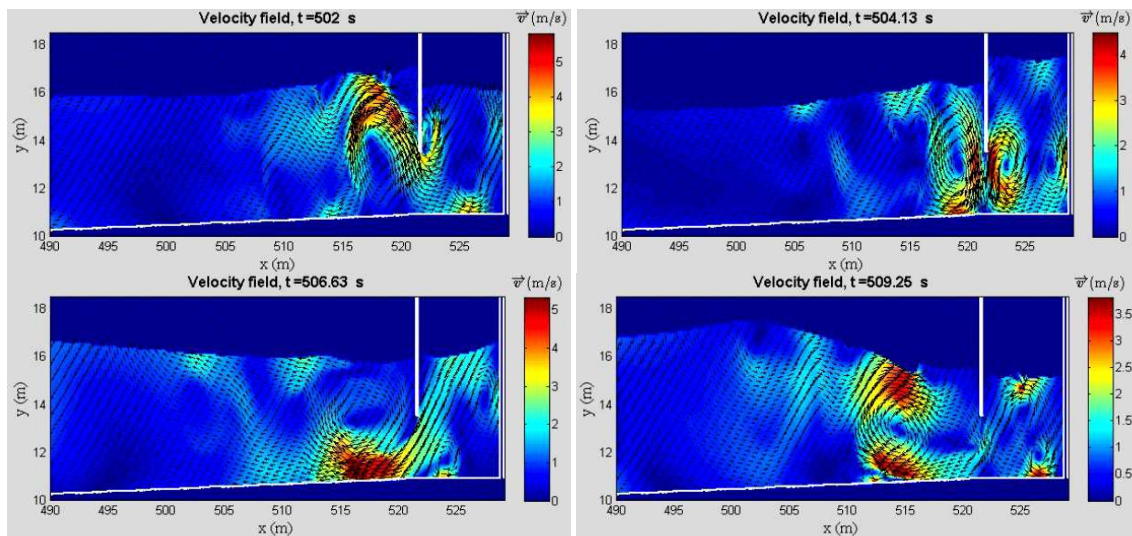 Velocity field, t =502 s
v (m/s)
18
16
14
12
10
y (m)
490 495 500 505 510 515 520 525
x (m)
5
4
3
2
1
0
Velocity field, t =504.13 s
v (m/s)
18
16
14
12
10
y (m)
490 495 500 505 510 515 520 525
x (m)
4
3
2
1
0
Velocity field, t =506.63 s
v (m/s)
18
16
14
12
10
y (m)
490 495 500 505 510 515 520 525
x (m)
5
4
3
2
1
0
Velocity field, t =509.25 s
v (m/s)
18
16
14
12
10
y (m)
490 495 500 505 510 515 520 525
x (m)
3.5
3
2.5
2
1.5
1
0.5
0